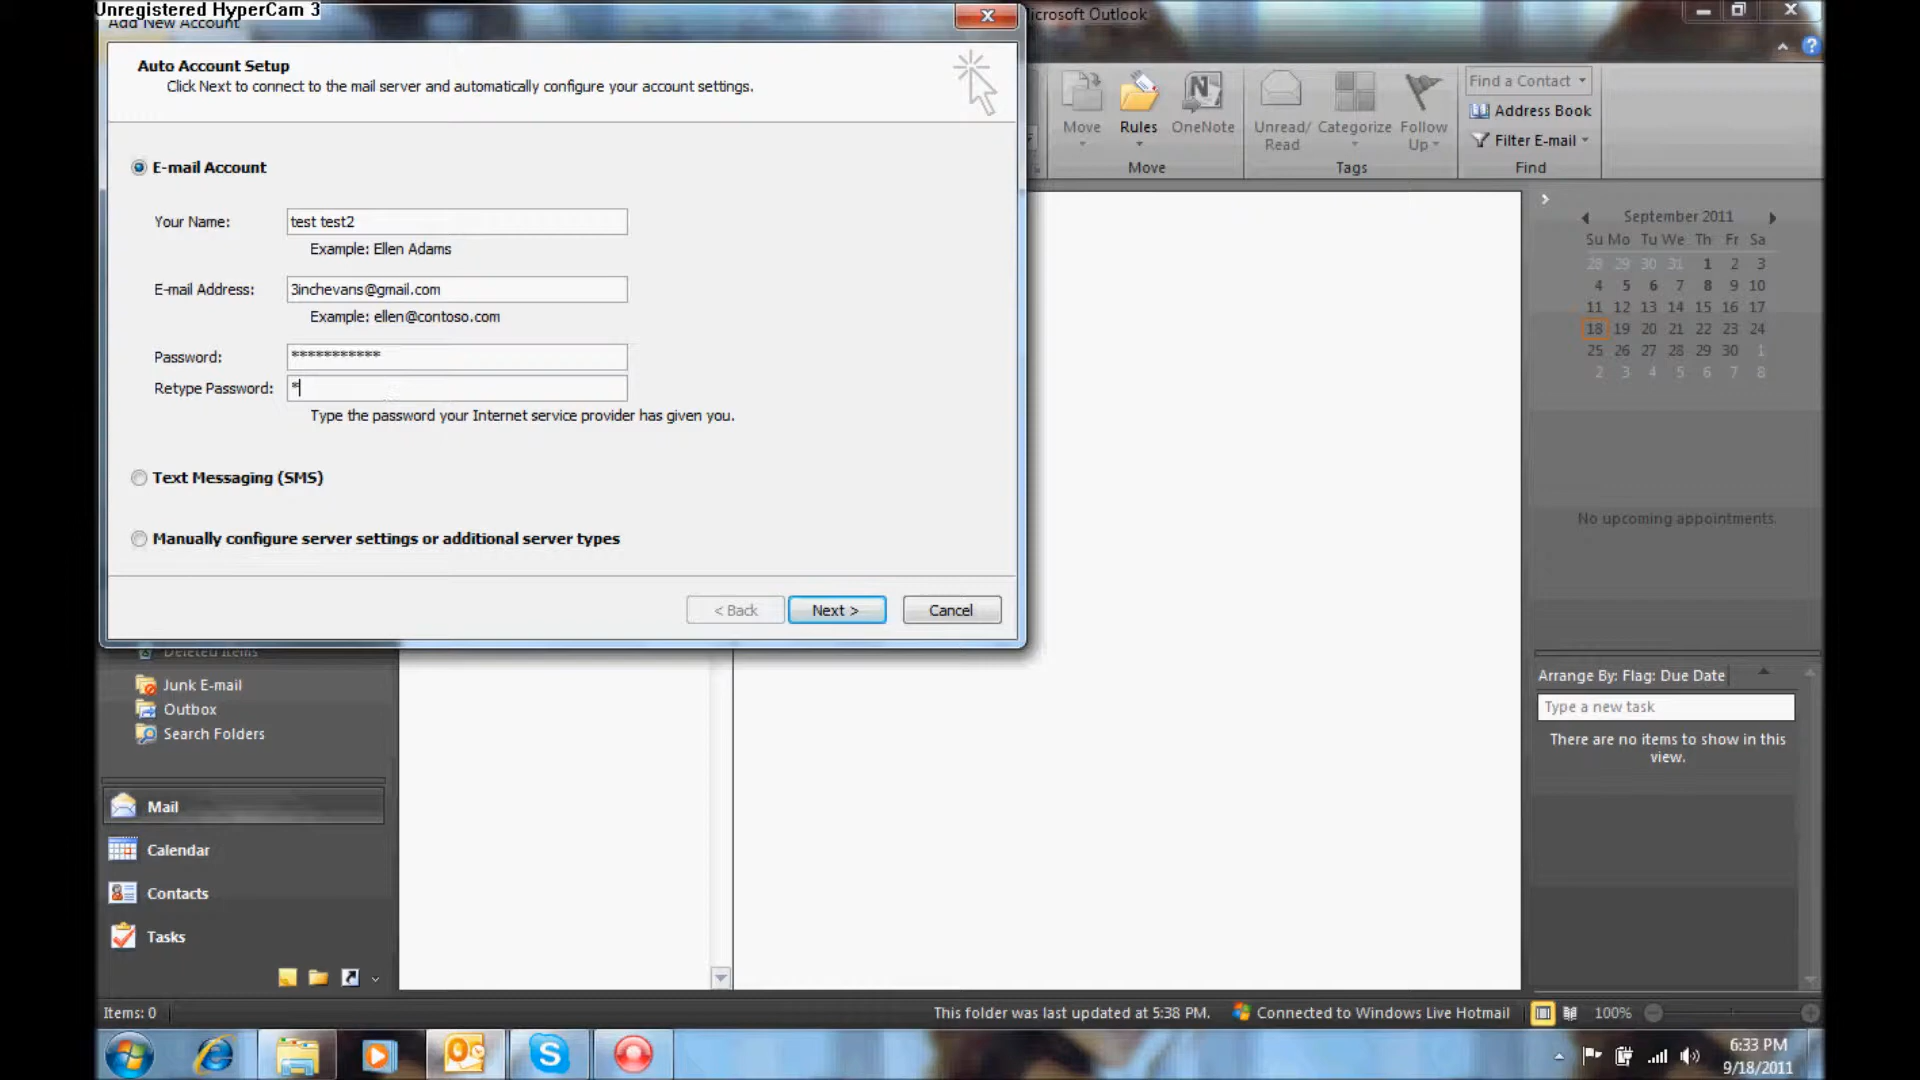 Unregistered HyperCam 3
Add New Account
Microsoft Outlook
Auto Account Setup
Click Next to connect to the mail server and automatically configure your account settings.
E-mail Account
Your Name: test test2
Example: Ellen Adams
E-mail Address: 3inchevans@gmail.com
Example: ellen@contoso.com
Password: ***********
Retype Password: *
Type the password your Internet service provider has given you.
Text Messaging (SMS)
Manually configure server settings or additional server types
< Back Next > Cancel
Move Rules OneNote
Move
Unread/ Read Categorize Follow Up
Tags
Find a Contact
Address Book
Filter E-mail
Find
September 2011
Su Mo Tu We Th Fr Sa
28 29 30 31 1 2 3
4 5 6 7 8 9 10
11 12 13 14 15 16 17
18 19 20 21 22 23 24
25 26 27 28 29 30 1
2 3 4 5 6 7 8
No upcoming appointments.
Arrange By: Flag: Due Date
Type a new task
There are no items to show in this
view.
Deleted Items
Junk E-mail
Outbox
Search Folders
Mail
Calendar
Contacts
Tasks
Items: 0
This folder was last updated at 5:38 PM. Connected to Windows Live Hotmail 100%
6:33 PM
9/18/2011